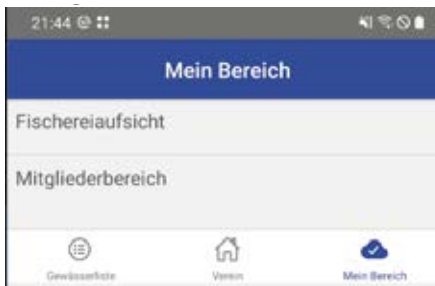 21:44
Mein Bereich
Fischereiaufsicht
Mitgliederbereich
Gewässerliste Verein Mein Bereich